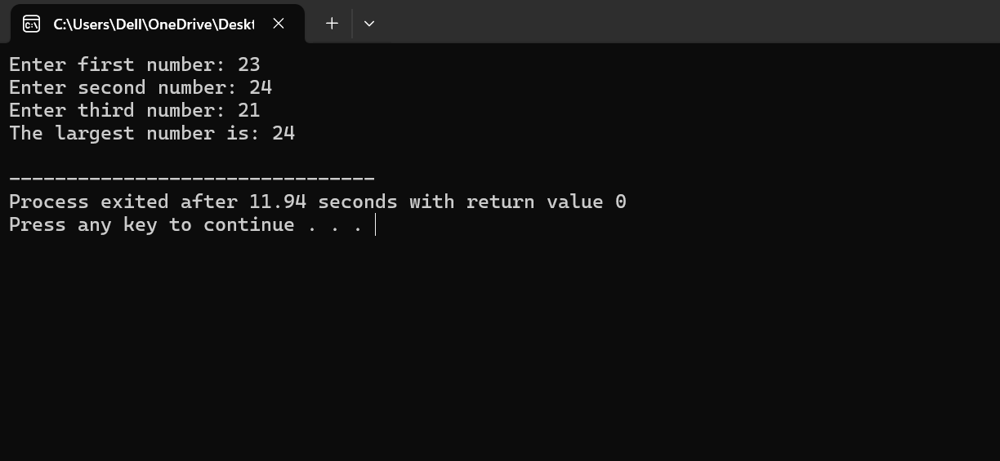 C:\Users\Dell\OneDrive\Deskt
Enter first number: 23
Enter second number: 24
Enter third number: 21
The largest number is: 24
--------------------------------
Process exited after 11.94 seconds with return value 0
Press any key to continue . . .